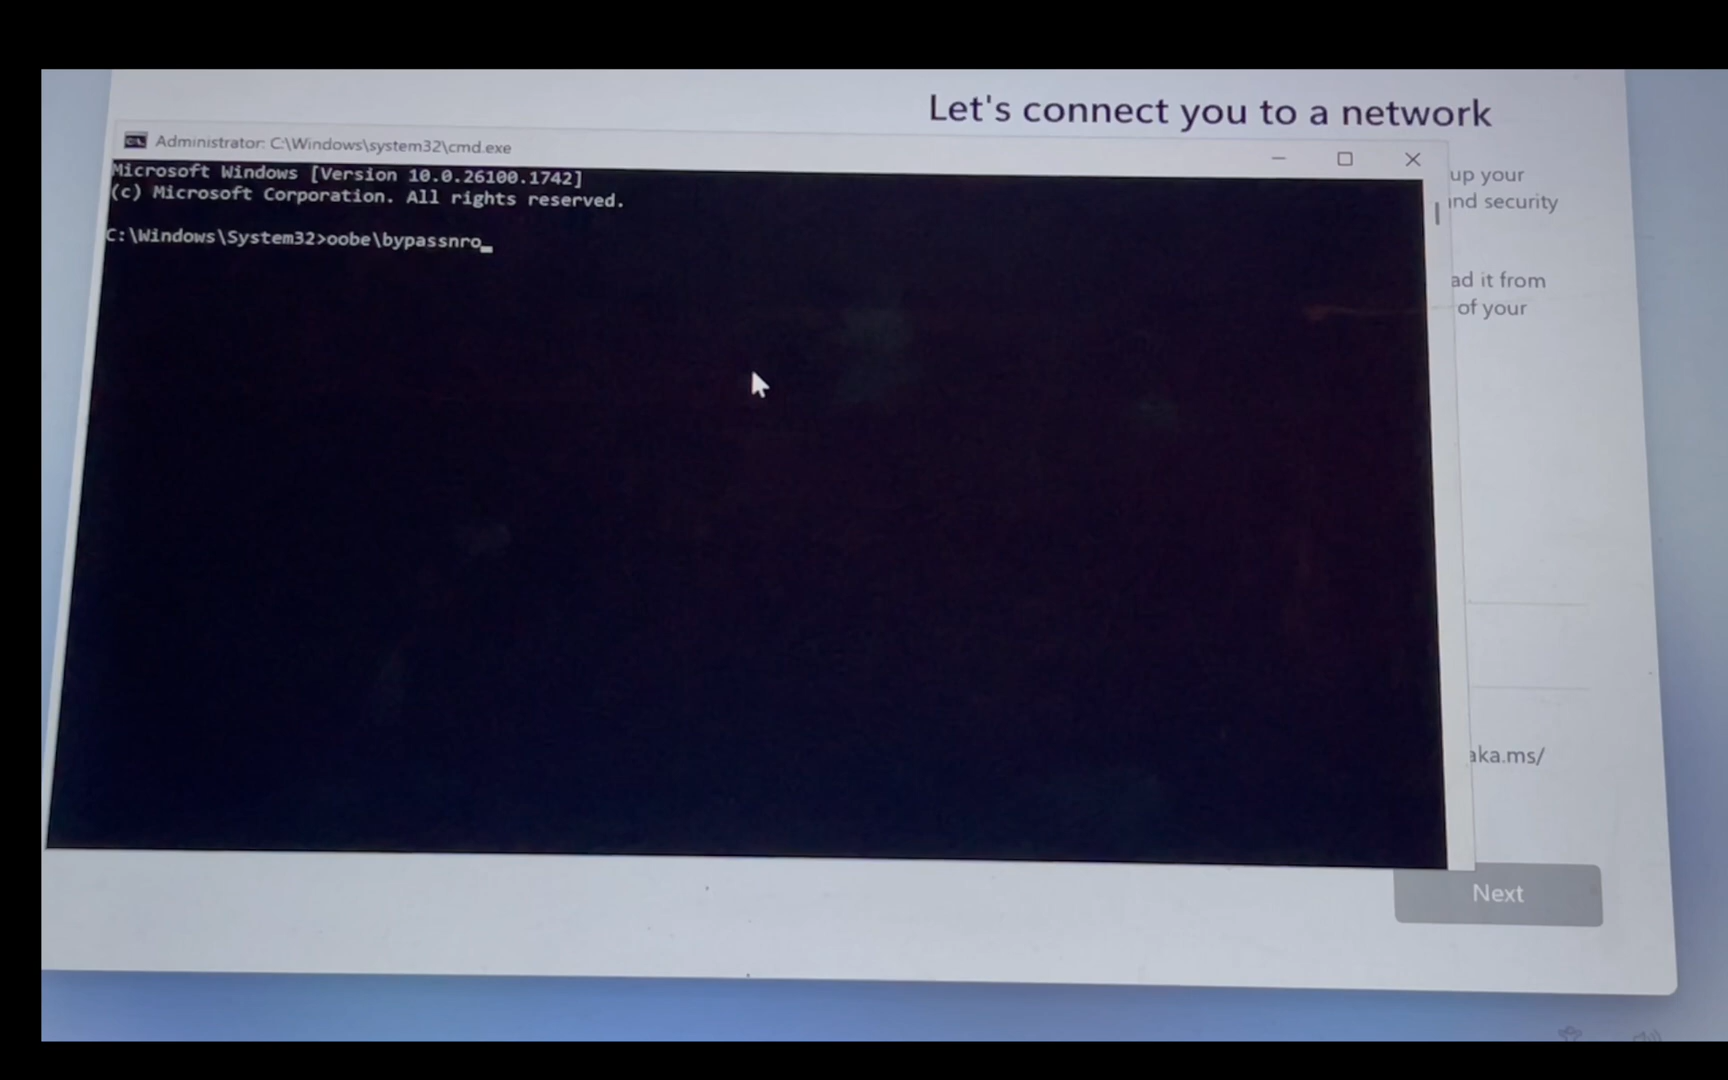 Let's connect you to a network
Administrator: C:\Windows\system32\cmd.exe
Microsoft Windows [Version 10.0.26100.1742]
(c) Microsoft Corporation. All rights reserved.
C:\Windows\System32>oobe\bypassnro
up your
nd security
ad it from
of your
aka.ms/
Next